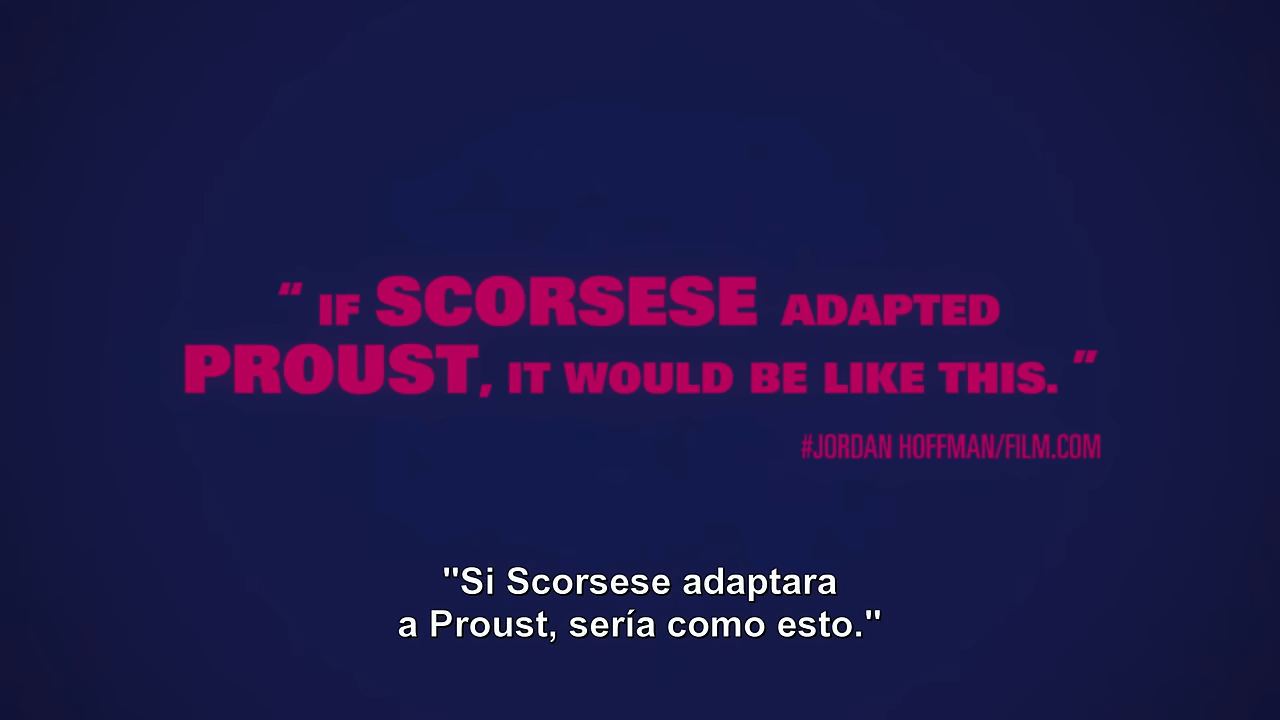 “ IF SCORSESE ADAPTED
PROUST, IT WOULD BE LIKE THIS. ”
#JORDAN HOFFMAN/FILM.COM
"Si Scorsese adaptara
a Proust, sería como esto."